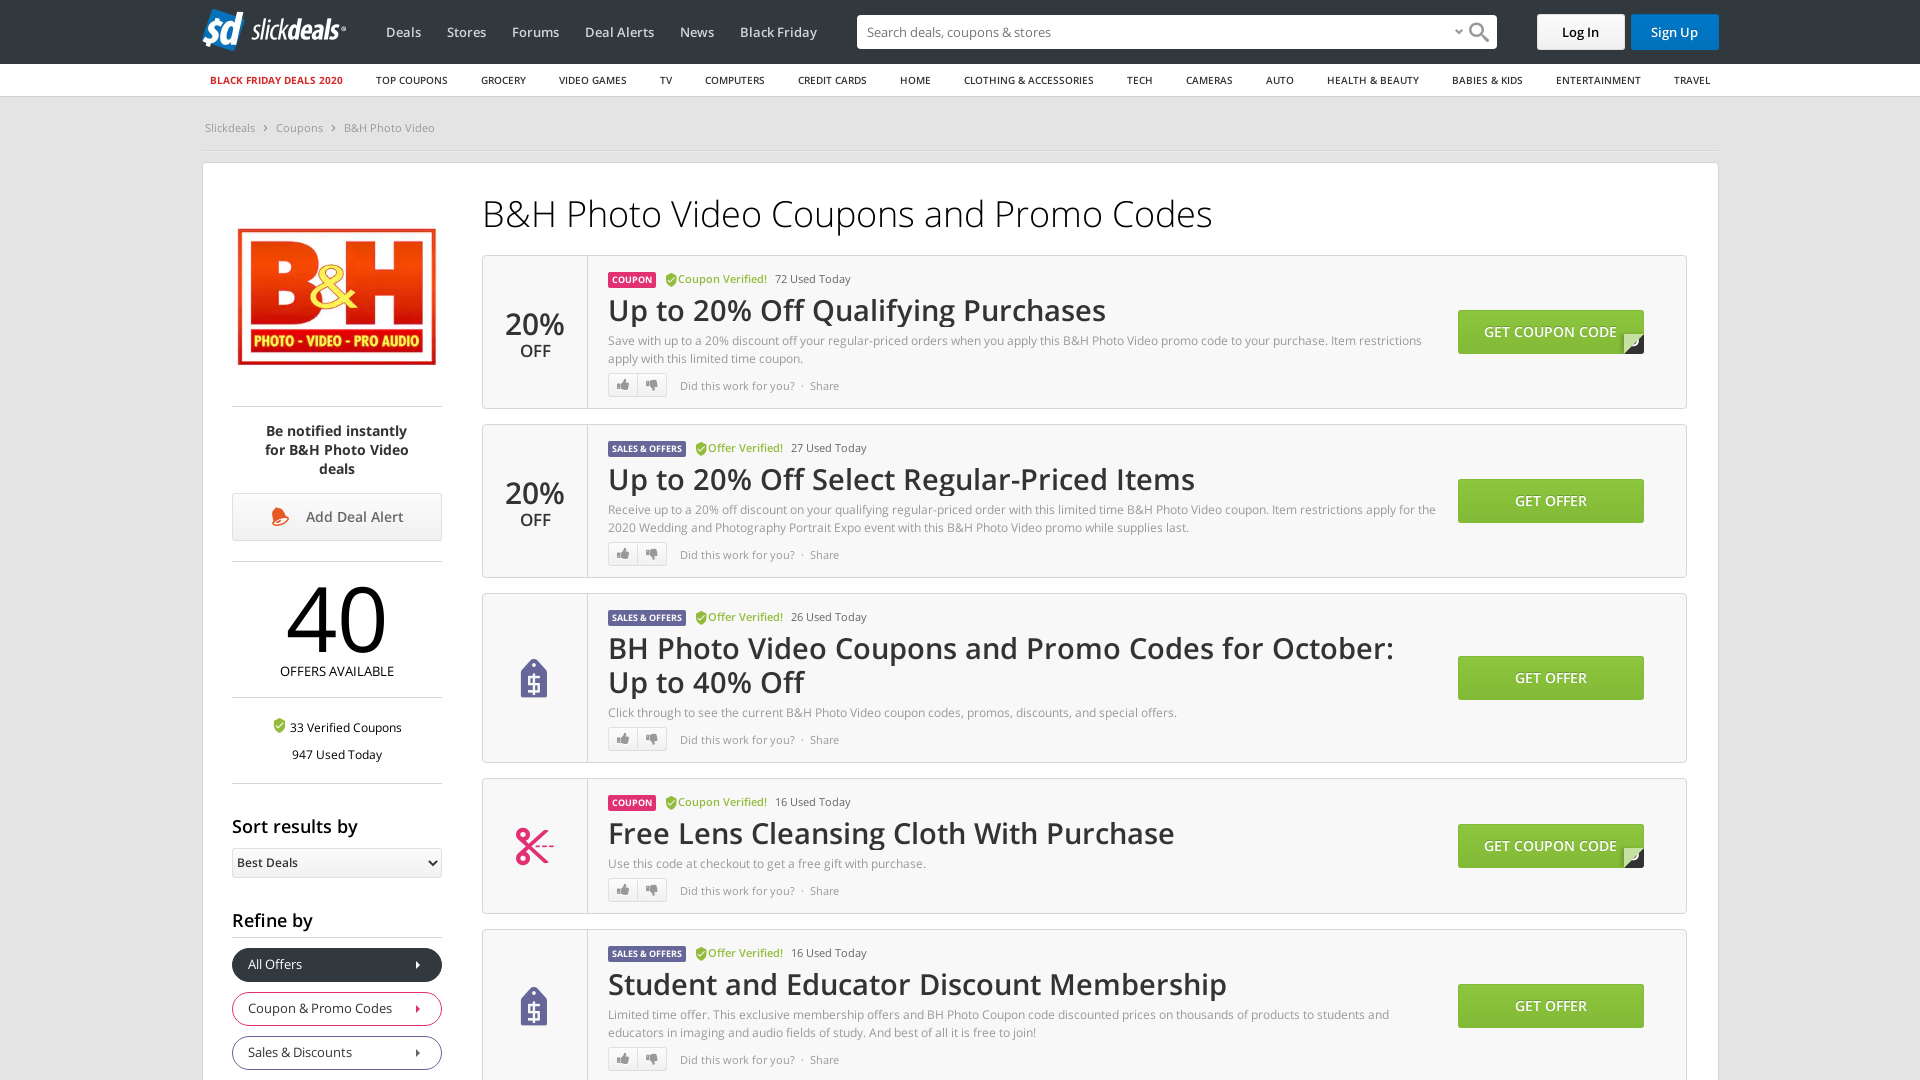 sd slickdeals
Deals Stores Forums Deal Alerts News Black Friday
Search deals, coupons & stores
Log In Sign Up
BLACK FRIDAY DEALS 2020 TOP COUPONS GROCERY VIDEO GAMES TV COMPUTERS CREDIT CARDS HOME CLOTHING & ACCESSORIES TECH CAMERAS AUTO HEALTH & BEAUTY BABIES & KIDS ENTERTAINMENT TRAVEL
Slickdeals › Coupons › B&H Photo Video
B&H
PHOTO - VIDEO - PRO AUDIO
Be notified instantly
for B&H Photo Video
deals
Add Deal Alert
40
OFFERS AVAILABLE
33 Verified Coupons
947 Used Today
Sort results by
Best Deals
Refine by
All Offers
Coupon & Promo Codes
Sales & Discounts
B&H Photo Video Coupons and Promo Codes
20%
OFF
COUPON Coupon Verified! 72 Used Today
Up to 20% Off Qualifying Purchases
Save with up to a 20% discount off your regular-priced orders when you apply this B&H Photo Video promo code to your purchase. Item restrictions
apply with this limited time coupon.
Did this work for you? · Share
GET COUPON CODE
20%
OFF
SALES & OFFERS Offer Verified! 27 Used Today
Up to 20% Off Select Regular-Priced Items
Receive up to a 20% off discount on your qualifying regular-priced order with this limited time B&H Photo Video coupon. Item restrictions apply for the
2020 Wedding and Photography Portrait Expo event with this B&H Photo Video promo while supplies last.
Did this work for you? · Share
GET OFFER
SALES & OFFERS Offer Verified! 26 Used Today
BH Photo Video Coupons and Promo Codes for October:
Up to 40% Off
Click through to see the current B&H Photo Video coupon codes, promos, discounts, and special offers.
Did this work for you? · Share
GET OFFER
COUPON Coupon Verified! 16 Used Today
Free Lens Cleansing Cloth With Purchase
Use this code at checkout to get a free gift with purchase.
Did this work for you? · Share
GET COUPON CODE
SALES & OFFERS Offer Verified! 16 Used Today
Student and Educator Discount Membership
Limited time offer. This exclusive membership offers and BH Photo Coupon code discounted prices on thousands of products to students and
educators in imaging and audio fields of study. And best of all it is free to join!
Did this work for you? · Share
GET OFFER